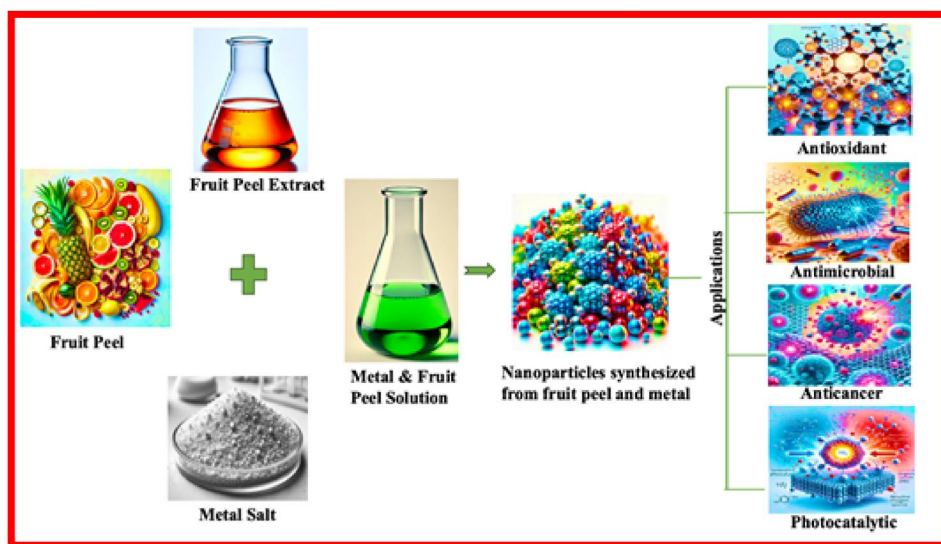 Fruit Peel Extract
Fruit Peel
Metal Salt
Metal & Fruit
Peel Solution
Nanoparticles synthesized
from fruit peel and metal
Applications
Antioxidant
Antimicrobial
Anticancer
Photocatalytic